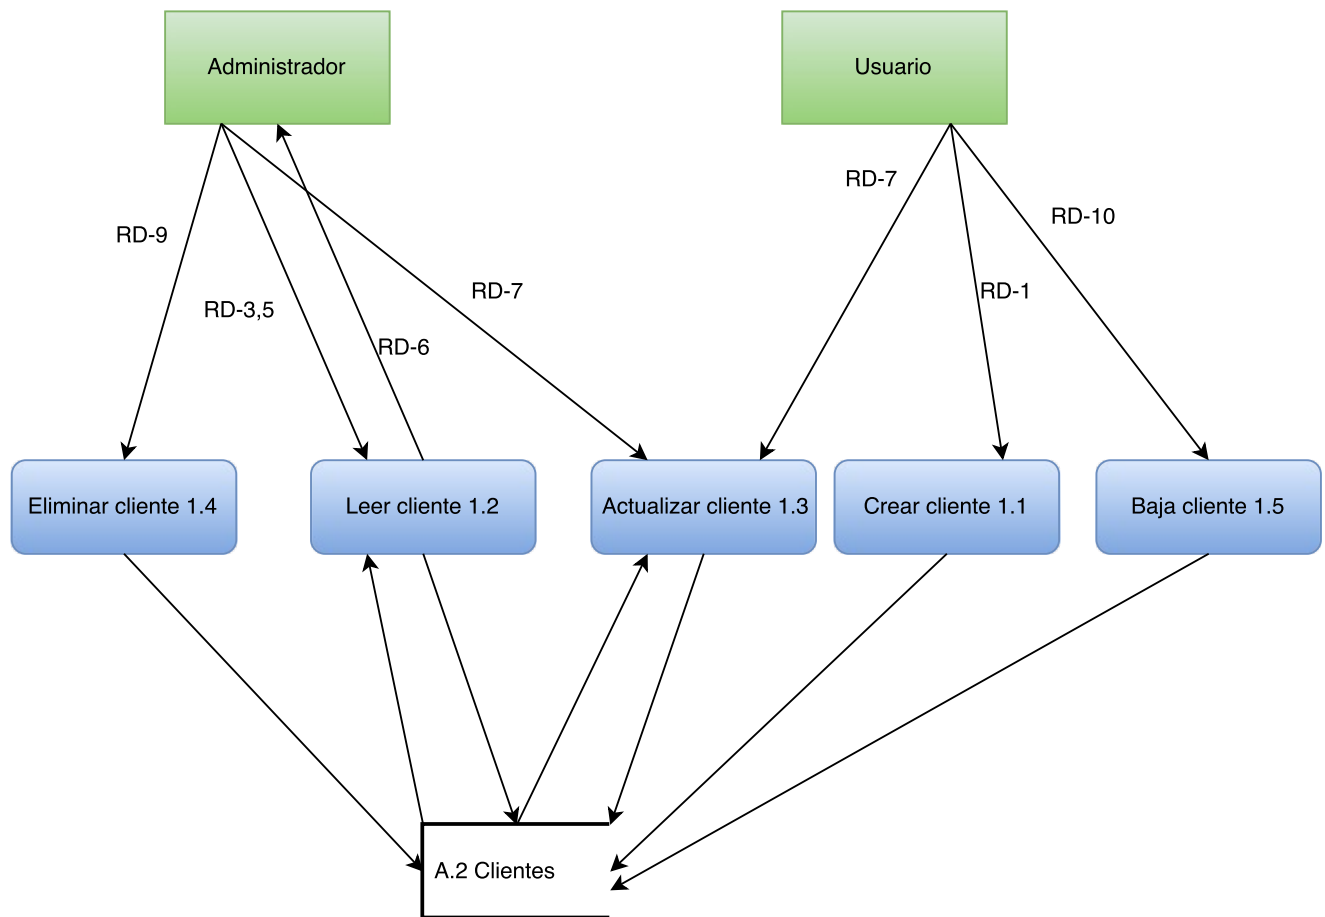 Administrador
Usuario
RD-7
RD-10
RD-9
RD-7
RD-1
RD-3,5
RD-6
Eliminar cliente 1.4
Leer cliente 1.2
Actualizar cliente 1.3
Crear cliente 1.1
Baja cliente 1.5
A.2 Clientes